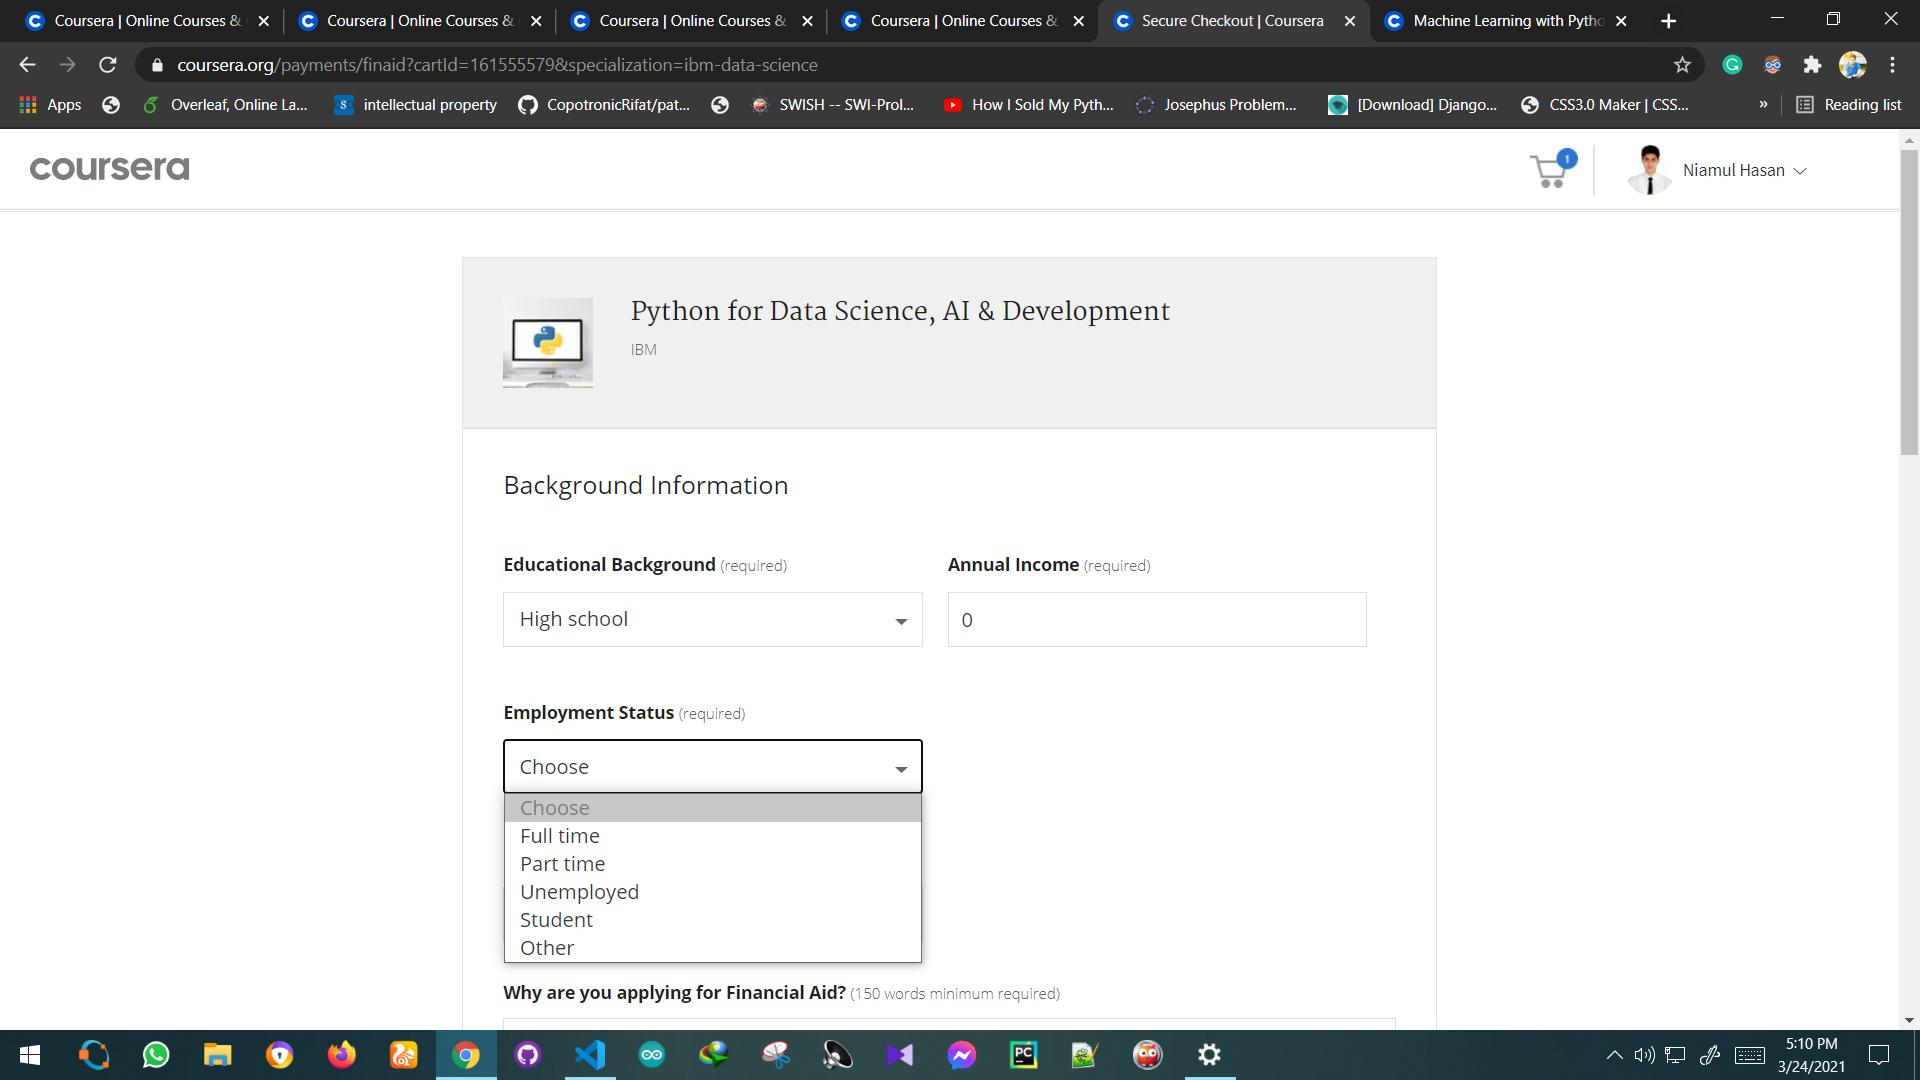 Coursera | Online Courses &
Coursera | Online Courses &
Coursera | Online Courses &
Coursera | Online Courses &
Secure Checkout | Coursera
Machine Learning with Pytho
coursera.org/payments/finaid?cartId=161555579&specialization=ibm-data-science
Apps
Overleaf, Online La...
S
intellectual property
CopotronicRifat/pat...
SWISH -- SWI-Prol...
How I Sold My Pyth...
Josephus Problem...
[Download] Django...
CSS3.0 Maker | CSS...
»
Reading list
coursera
1
Niamul Hasan
Python for Data Science, AI & Development
IBM
Background Information
Educational Background (required)
Annual Income (required)
High school
0
Employment Status (required)
Choose
Choose
Full time
Part time
Unemployed
Student
Other
Why are you applying for Financial Aid? (150 words minimum required)
PC
5:10 PM
3/24/2021